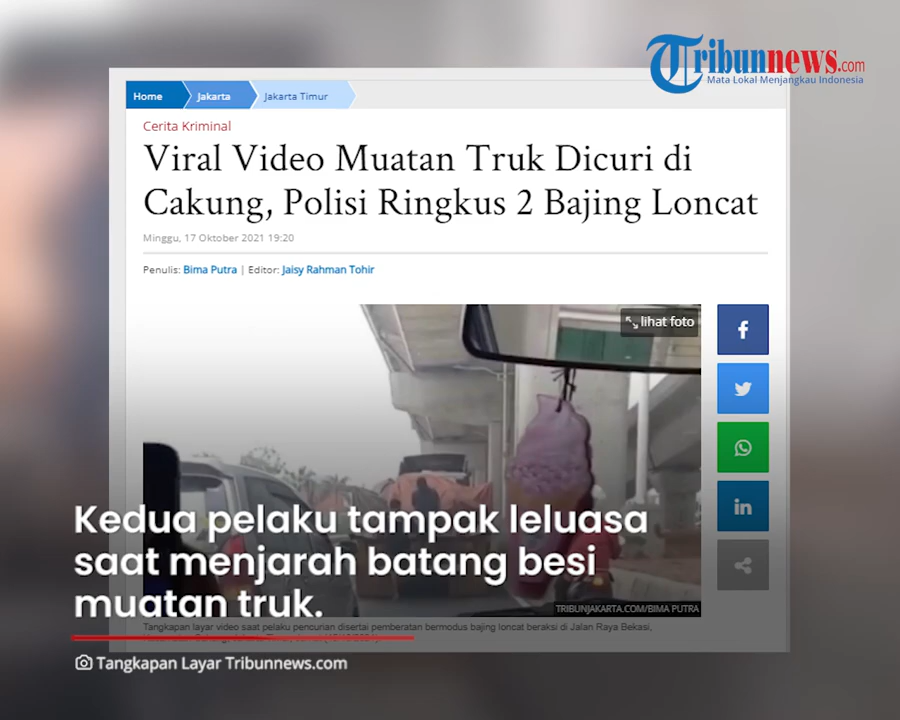 Tribunnews.com
Mata Lokal Menjangkau Indonesia
Home Jakarta Jakarta Timur
Cerita Kriminal
Viral Video Muatan Truk Dicuri di
Cakung, Polisi Ringkus 2 Bajing Loncat
Minggu, 17 Oktober 2021 19:20
Penulis: Bima Putra | Editor: Jaisy Rahman Tohir
lihat foto
Kedua pelaku tampak leluasa
saat menjarah batang besi
muatan truk.
TRIBUNJAKARTA.COM/BIMA PUTRA
Tangkapan layar video saat pelaku pencurian disertai pemberatan bermodus bajing loncat beraksi di Jalan Raya Bekasi,
Tangkapan Layar Tribunnews.com